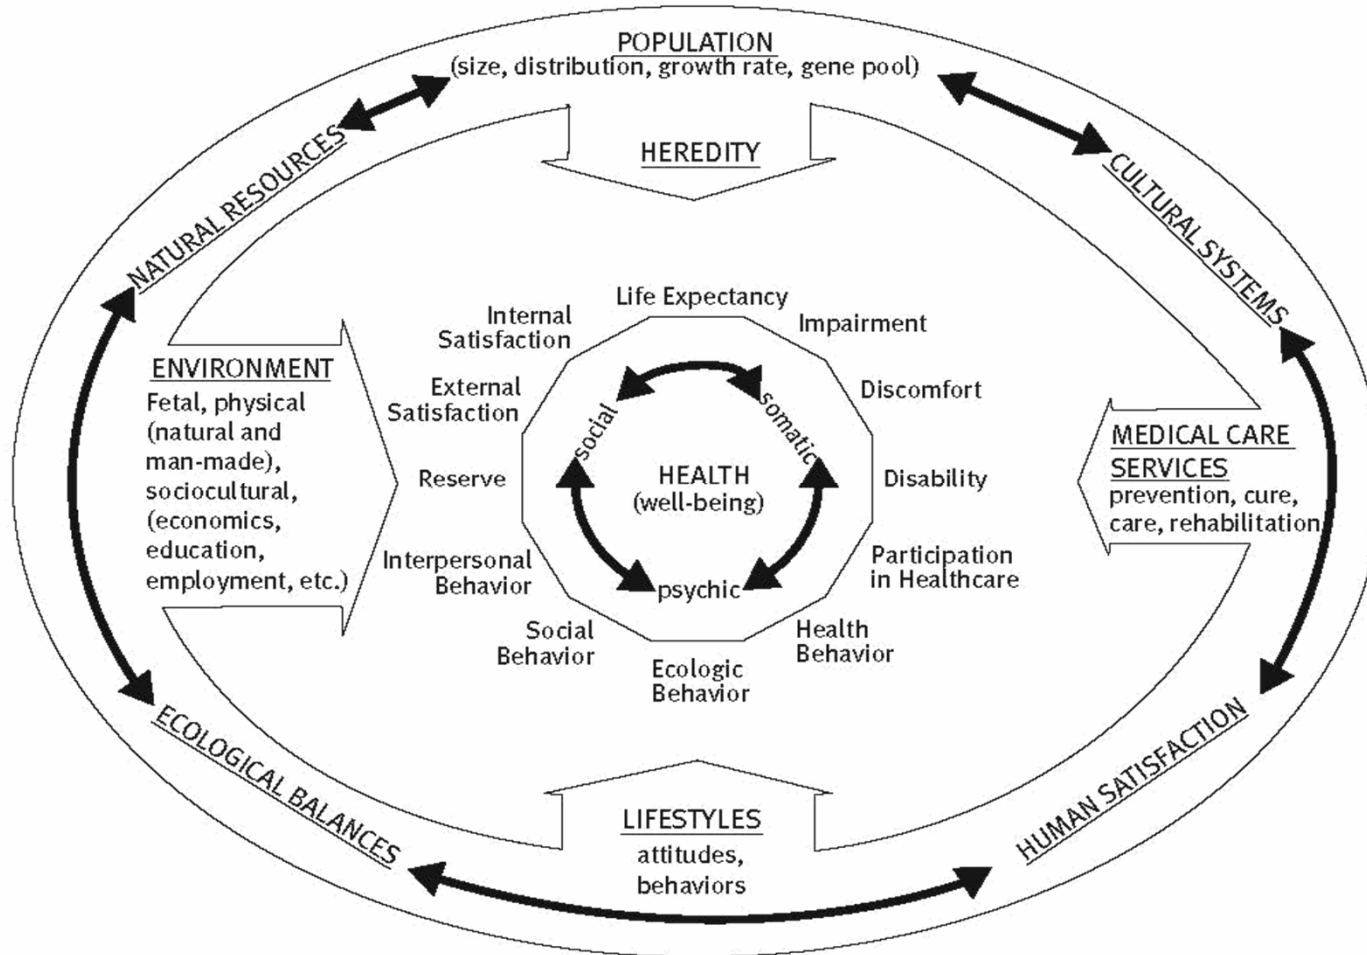 POPULATION
(size, distribution, growth rate, gene pool)
HEREDITY
NATURAL RESOURCES
CULTURAL SYSTEMS
Life Expectancy
Internal
Satisfaction
Impairment
External
Satisfaction
Discomfort
Reserve
Disability
Interpersonal
Behavior
Participation
in Healthcare
Social
Behavior
Health
Behavior
Ecologic
Behavior
social
somatic
HEALTH
(well-being)
psychic
ENVIRONMENT
Fetal, physical
(natural and
man-made),
sociocultural,
(economics,
education,
employment, etc.)
MEDICAL CARE
SERVICES
prevention, cure,
care, rehabilitation
ECOLOGICAL BALANCES
HUMAN SATISFACTION
LIFESTYLES
attitudes,
behaviors